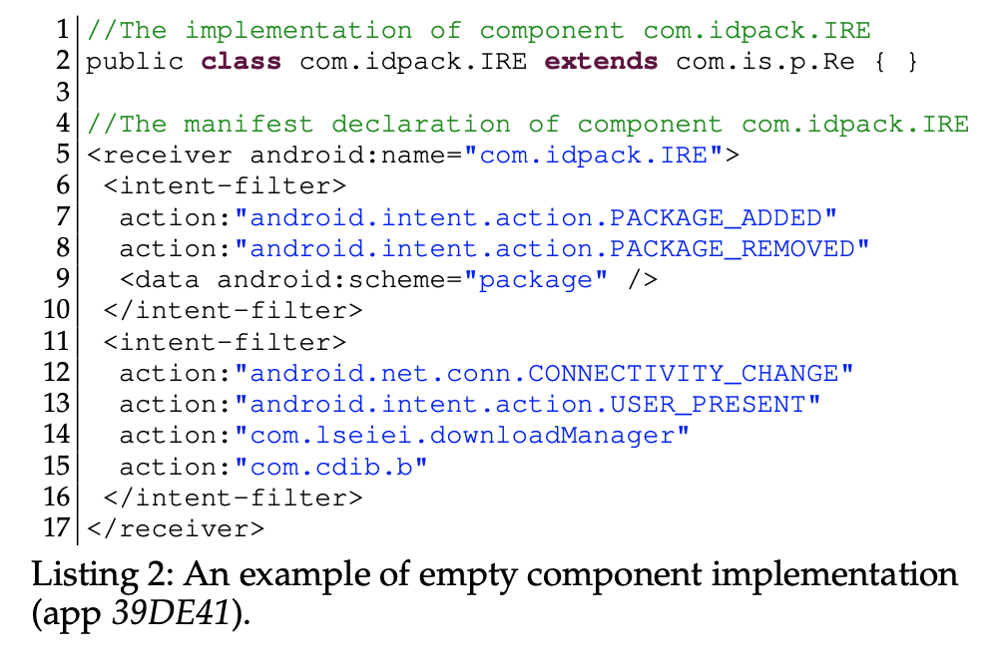 1 //The implementation of component com.idpack.IRE
2 public class com.idpack.IRE extends com.is.p.Re { }
3
4 //The manifest declaration of component com.idpack.IRE
5 <receiver android:name="com.idpack.IRE">
6  <intent-filter>
7   action:"android.intent.action.PACKAGE_ADDED"
8   action:"android.intent.action.PACKAGE_REMOVED"
9   <data android:scheme="package" />
10  </intent-filter>
11  <intent-filter>
12   action:"android.net.conn.CONNECTIVITY_CHANGE"
13   action:"android.intent.action.USER_PRESENT"
14   action:"com.lseiei.downloadManager"
15   action:"com.cdib.b"
16  </intent-filter>
17 </receiver>
Listing 2: An example of empty component implementation
(app 39DE41).